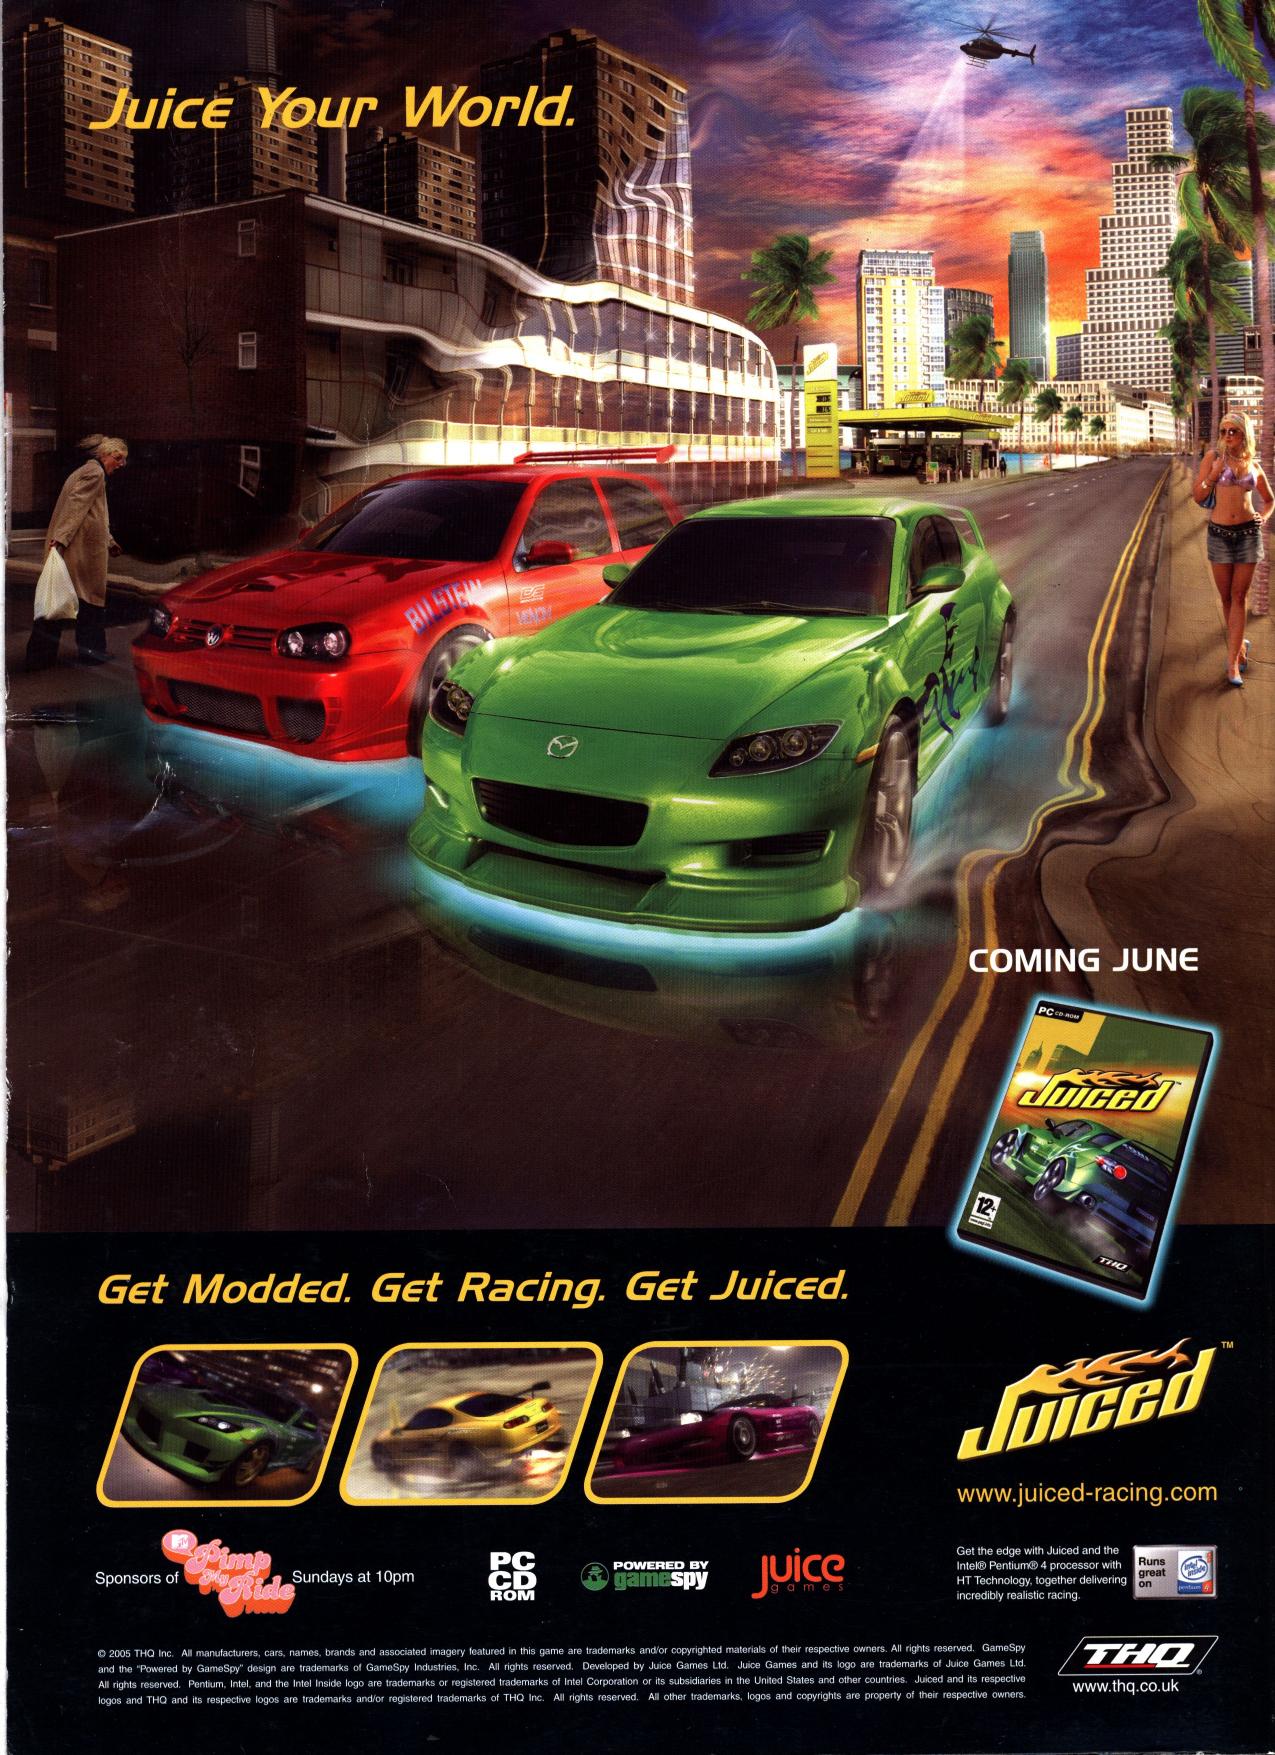 Juice Your World.
Juiced
Juiced
BILSTEIN
COMING JUNE
PC CD-ROM
Juiced™
12+
THQ
Get Modded. Get Racing. Get Juiced.
Juiced™
www.juiced-racing.com
Sponsors of
MTV
Pimp
My
Ride
Sundays at 10pm
PC
CD
ROM
POWERED BY
gamespy
juice
games
Get the edge with Juiced and the
Intel® Pentium® 4 processor with
HT Technology, together delivering
incredibly realistic racing.
Runs
great
on
intel
inside
pentium 4
© 2005 THQ Inc. All manufacturers, cars, names, brands and associated imagery featured in this game are trademarks and/or copyrighted materials of their respective owners. All rights reserved. GameSpy
and the “Powered by GameSpy” design are trademarks of GameSpy Industries, Inc. All rights reserved. Developed by Juice Games Ltd. Juice Games and its logo are trademarks of Juice Games Ltd.
All rights reserved. Pentium, Intel, and the Intel Inside logo are trademarks or registered trademarks of Intel Corporation or its subsidiaries in the United States and other countries. Juiced and its respective
logos and THQ and its respective logos are trademarks and/or registered trademarks of THQ Inc. All rights reserved. All other trademarks, logos and copyrights are property of their respective owners.
THQ®
www.thq.co.uk